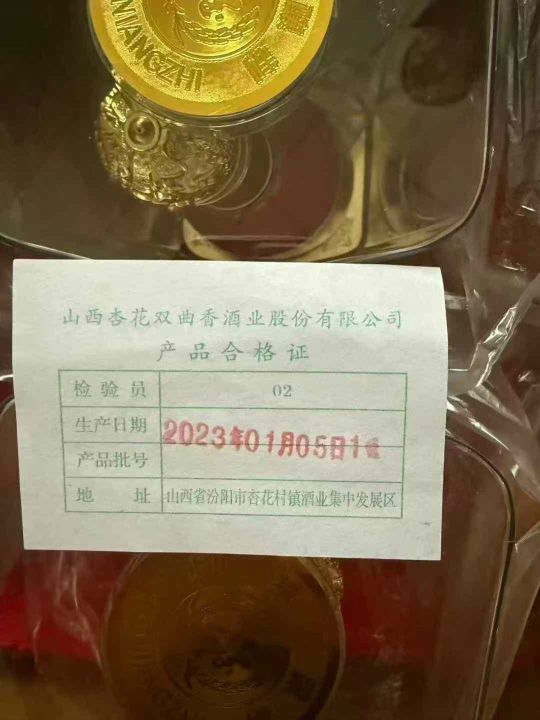 NIANGZHI
山西杏花双曲香酒业股份有限公司
产品合格证
检验员 02
生产日期 2023年01月05日1
产品批号
地 址 山西省汾阳市杏花村镇酒业集中发展区